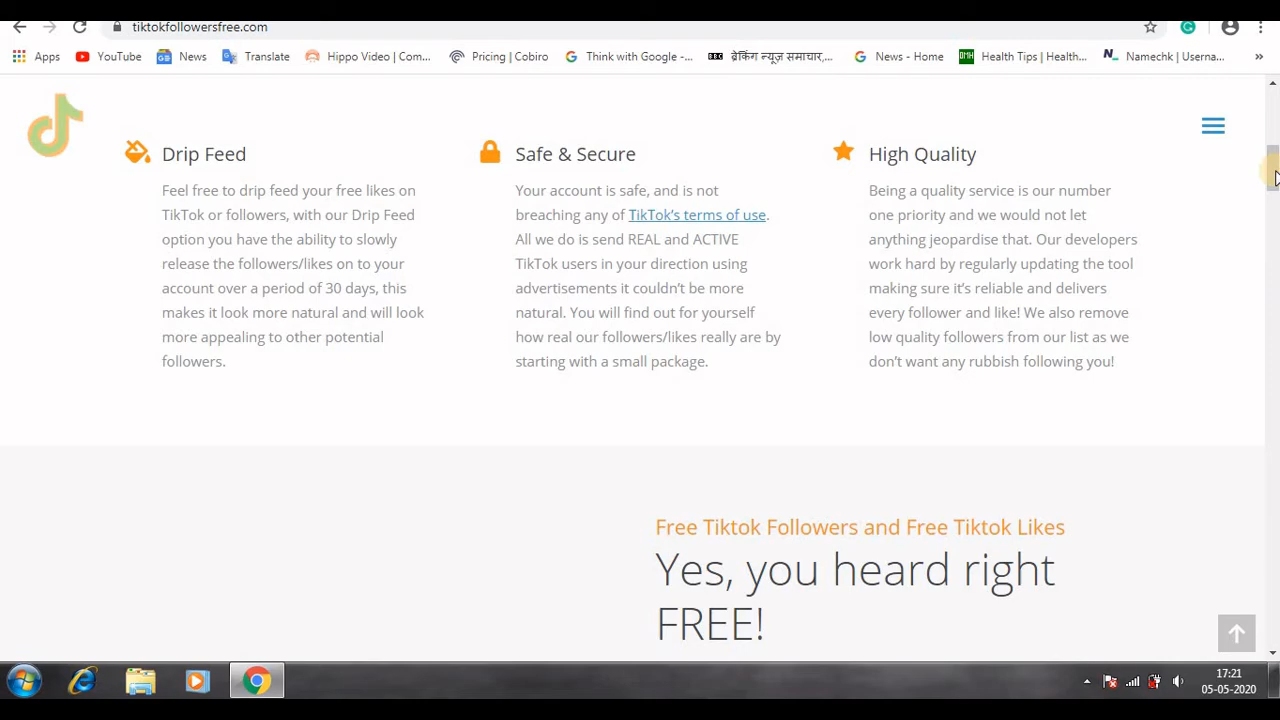 tiktokfollowersfree.com
Apps YouTube News Translate Hippo Video | Com... Pricing | Cobiro Think with Google -... BBC ब्रेकिंग न्यूज़ समाचार,... News - Home Health Tips | Health... Namechk | Userna... »
Drip Feed
Feel free to drip feed your free likes on
TikTok or followers, with our Drip Feed
option you have the ability to slowly
release the followers/likes on to your
account over a period of 30 days, this
makes it look more natural and will look
more appealing to other potential
followers.
Safe & Secure
Your account is safe, and is not
breaching any of TikTok's terms of use.
All we do is send REAL and ACTIVE
TikTok users in your direction using
advertisements it couldn't be more
natural. You will find out for yourself
how real our followers/likes really are by
starting with a small package.
High Quality
Being a quality service is our number
one priority and we would not let
anything jeopardise that. Our developers
work hard by regularly updating the tool
making sure it's reliable and delivers
every follower and like! We also remove
low quality followers from our list as we
don't want any rubbish following you!
Free Tiktok Followers and Free Tiktok Likes
Yes, you heard right
FREE!
17:21
05-05-2020